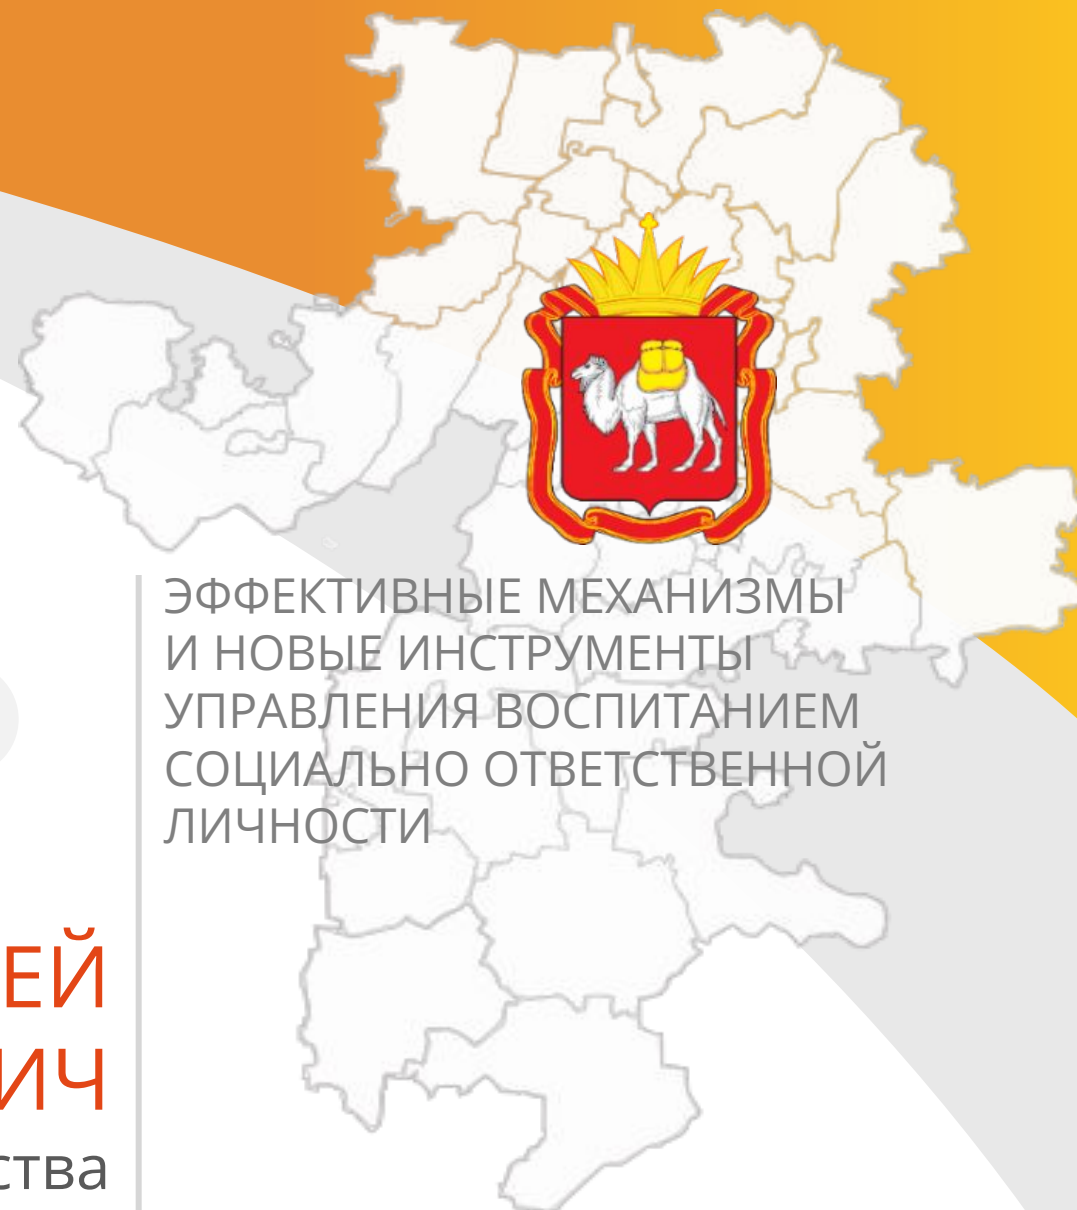 ЭФФЕКТИВНЫЕ МЕХАНИЗМЫ
И НОВЫЕ ИНСТРУМЕНТЫ
УПРАВЛЕНИЯ ВОСПИТАНИЕМ
СОЦИАЛЬНО ОТВЕТСТВЕННОЙ
ЛИЧНОСТИ
ЕЙ
ИЧ
ства